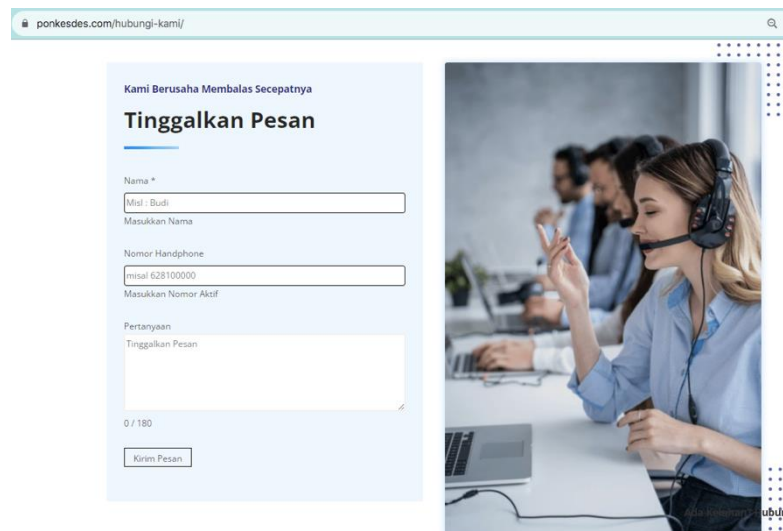 ponkesdes.com/hubungi-kami/
Kami Berusaha Membalas Secepatnya
Tinggalkan Pesan
Nama *
Misl : Budi
Masukkan Nama
Nomor Handphone
misal 628100000
Masukkan Nomor Aktif
Pertanyaan
Tinggalkan Pesan
0 / 180
Kirim Pesan
Ada